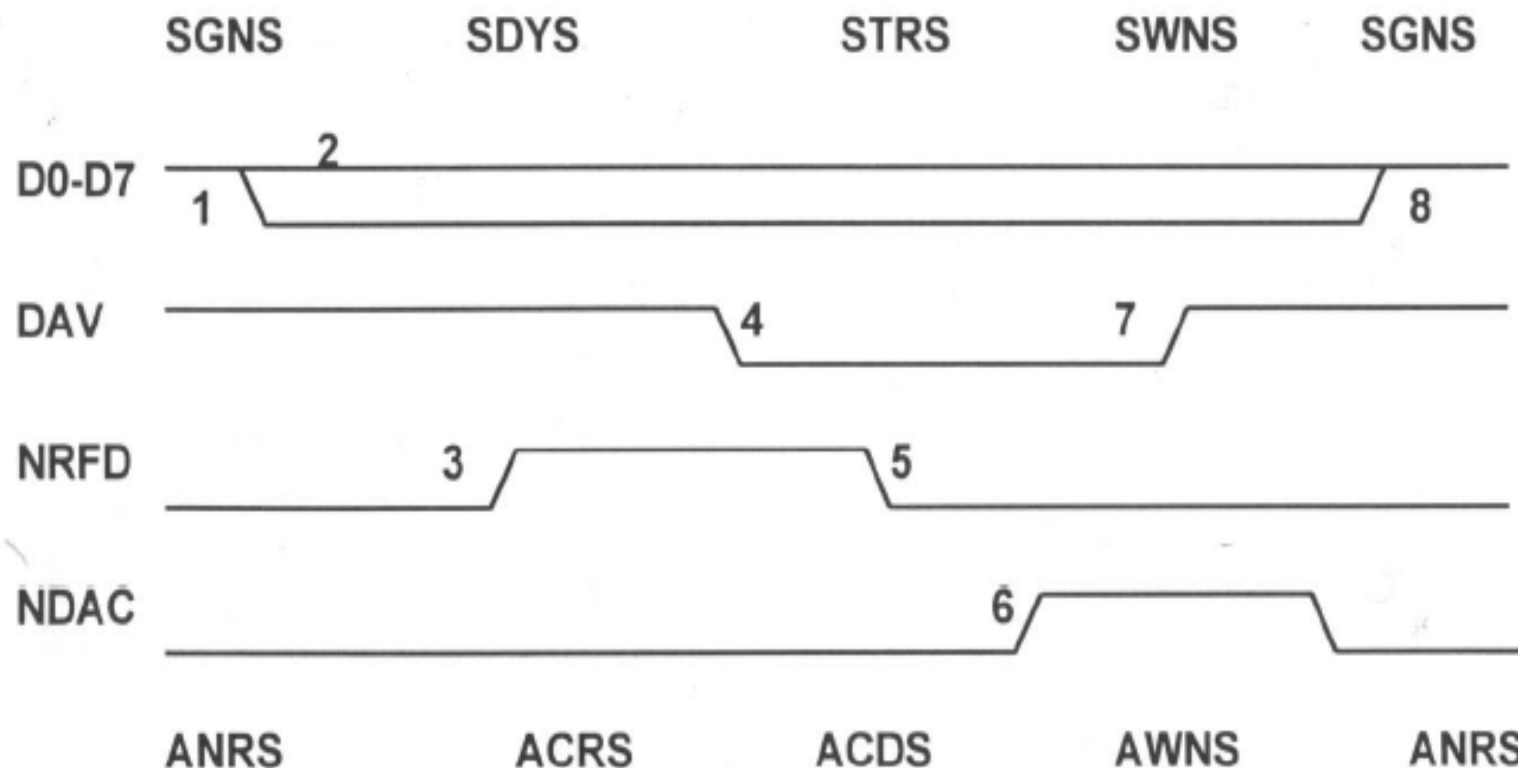 SGNS SDYS STRS SWNS SGNS
2
D0-D7 1 8
DAV 4 7
NRFD 3 5
NDAC 6
ANRS ACRS ACDS AWNS ANRS